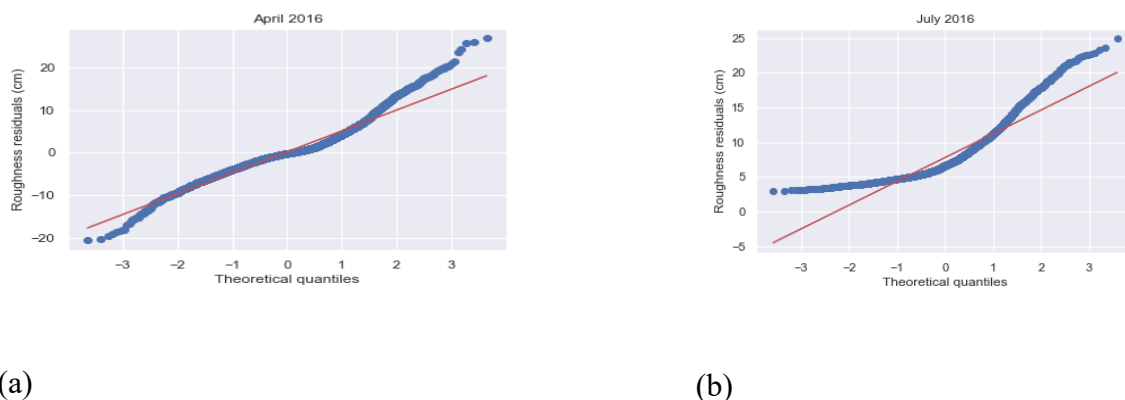 April 2016
Roughness residuals (cm)
20
10
0
−10
−20
−3 −2 −1 0 1 2 3
Theoretical quantiles
(a)
July 2016
Roughness residuals (cm)
25
20
15
10
5
0
−5
−3 −2 −1 0 1 2 3
Theoretical quantiles
(b)